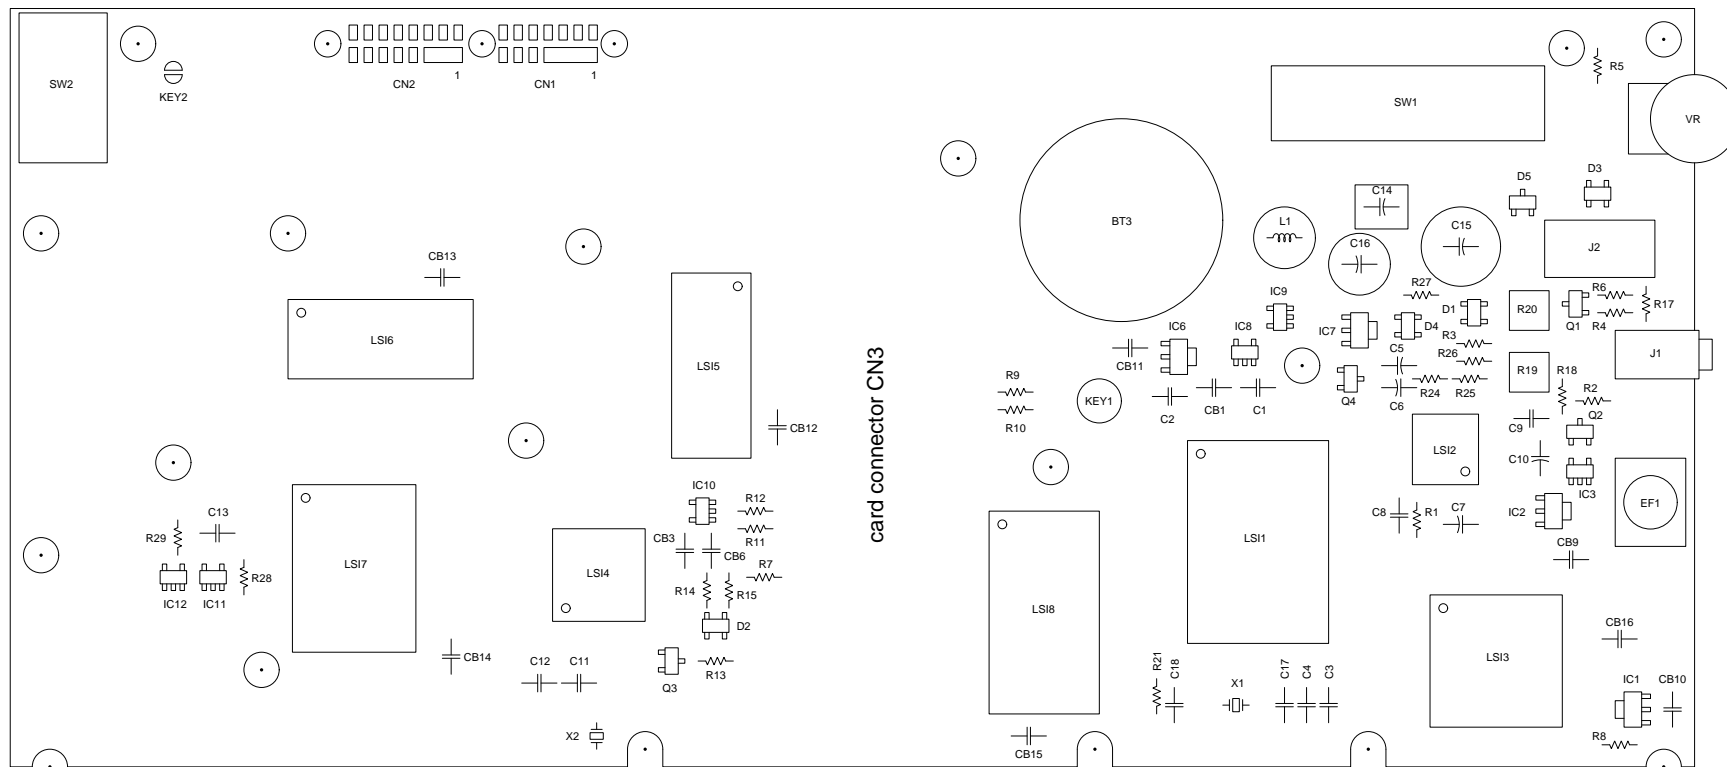 SW2
KEY2
CN2
1
CN1
1
SW1
R5
VR
BT3
C14
D5
D3
L1
C16
C15
J2
CB13
LSI6
LSI5
CB12
card connector CN3
R27
IC9
IC6
IC8
IC7
D4
D1
R20
R6
Q1
R4
R17
CB11
R3
R26
C5
R24
R25
C6
Q4
R19
R18
J1
R9
R10
KEY1
C2
CB1
C1
R2
Q2
C9
C10
IC3
LSI2
EF1
C8
R1
C7
IC2
CB9
IC10
R12
R11
CB3
CB6
R7
R14
R15
D2
R13
Q3
C13
R29
R28
IC12
IC11
LSI7
LSI4
CB14
C12
C11
X2
LSI8
LSI1
LSI3
CB16
IC1
CB10
R8
R21
C18
X1
C17
C4
C3
CB15